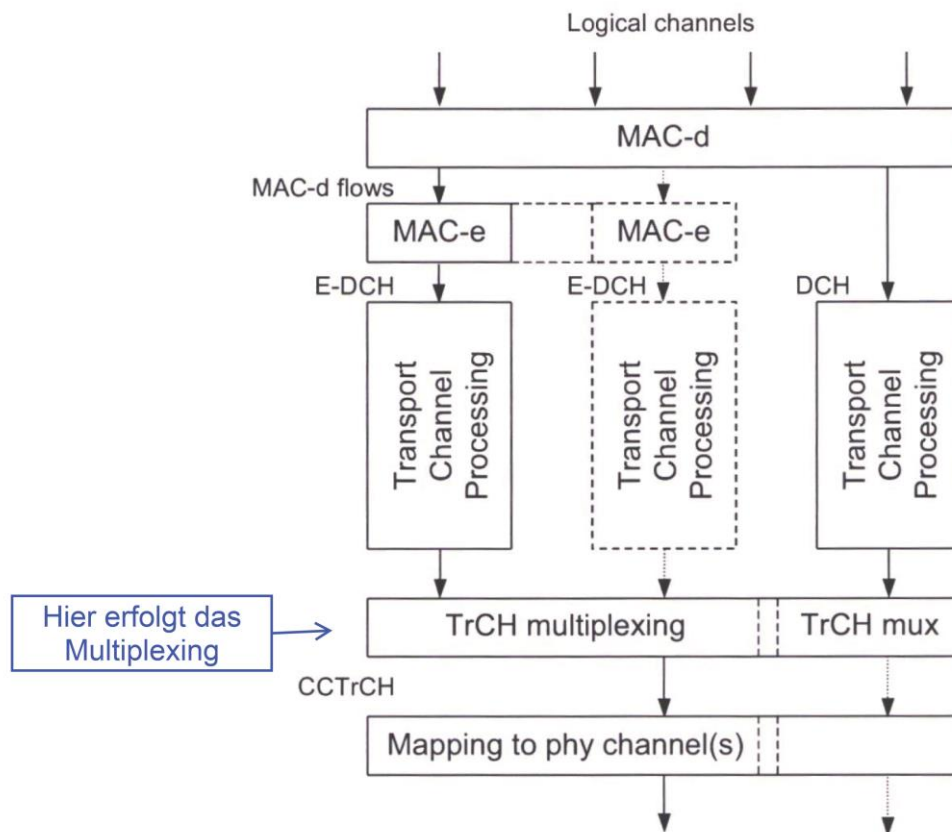 Logical channels
MAC-d
MAC-d flows
MAC-e
MAC-e
E-DCH
E-DCH
DCH
Transport
Channel
Processing
Transport
Channel
Processing
Transport
Channel
Processing
Hier erfolgt das
Multiplexing
TrCH multiplexing
TrCH mux
CCTrCH
Mapping to phy channel(s)